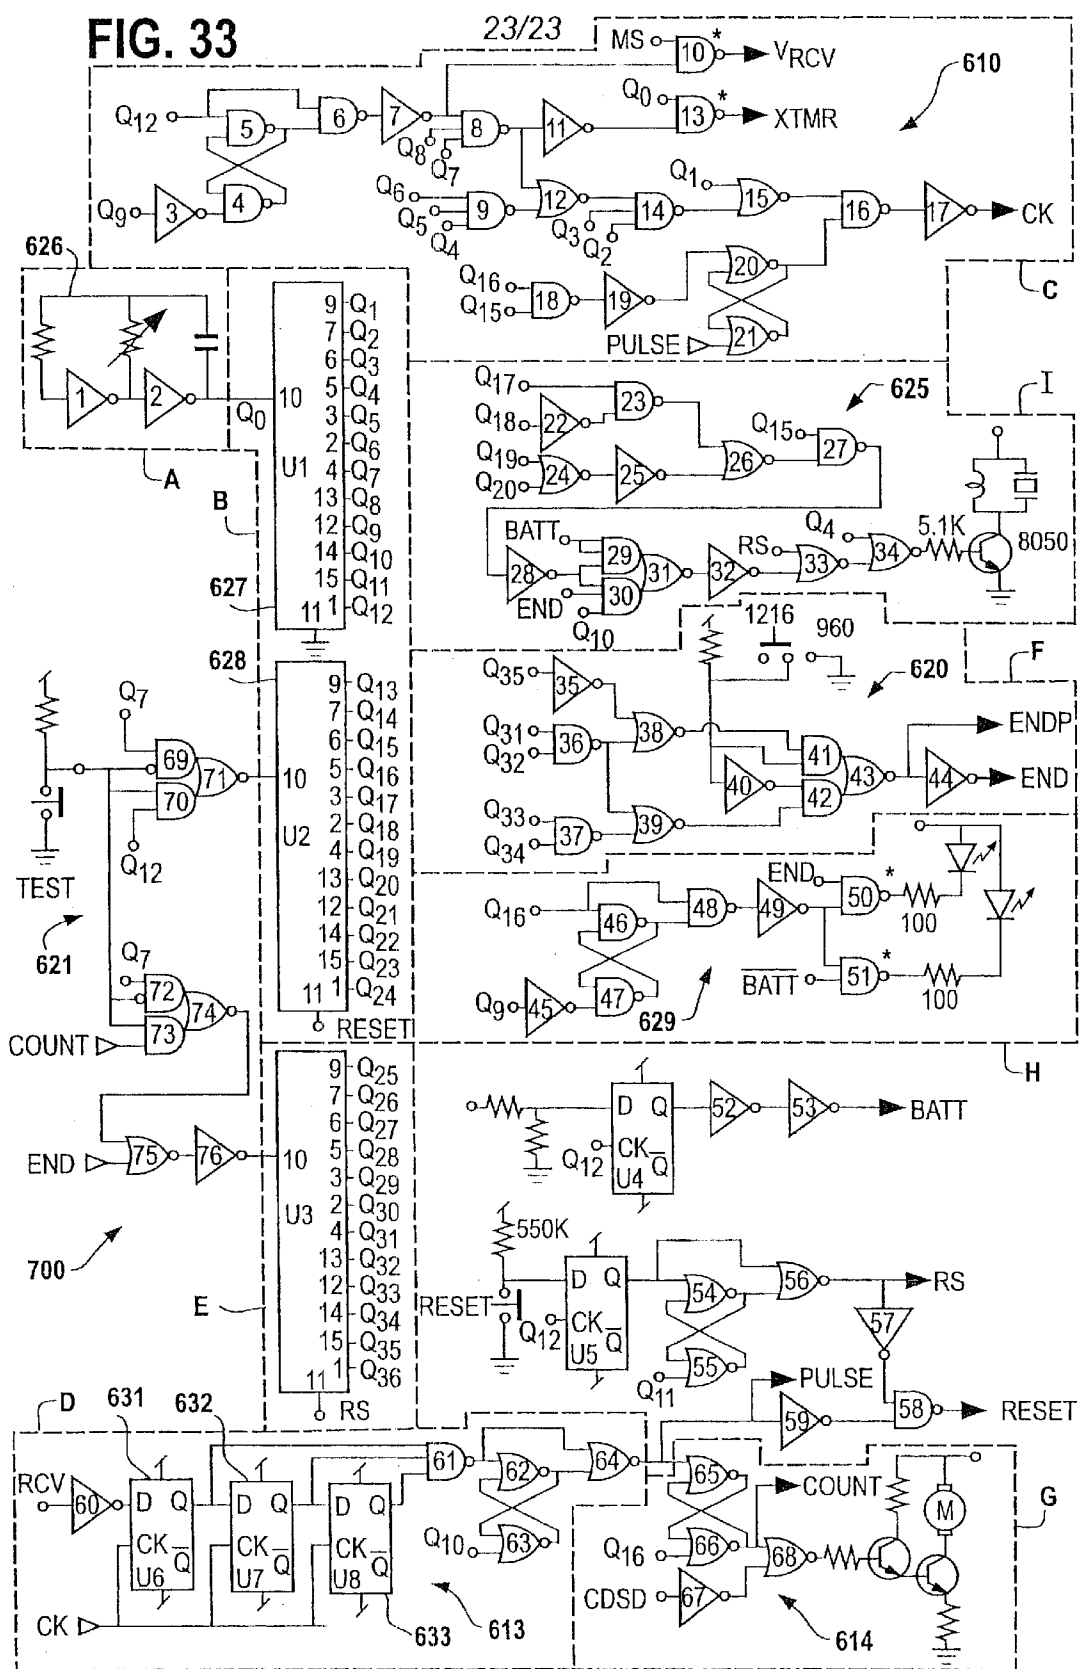 FIG. 33
23/23
MS
10
*
VRCV
610
Q12
5
6
7
Q8
Q7
8
11
Q0
13
*
XTMR
Q9
3
4
Q6
Q5
Q4
9
12
Q3
Q2
14
Q1
15
16
17
CK
Q16
Q15
18
19
20
21
PULSE
C
626
1
2
Q0
A
B
10
U1
627
11
9 Q1
7 Q2
6 Q3
5 Q4
3 Q5
2 Q6
4 Q7
13 Q8
12 Q9
14 Q10
15 Q11
1 Q12
Q17
Q18
22
23
625
I
Q19
Q20
24
25
26
Q15
27
BATT
28
29
END
30
Q10
31
32
RS
33
Q4
34
5.1K
8050
1216
960
F
620
628
10
U2
11
RESET
9 Q13
7 Q14
6 Q15
5 Q16
3 Q17
2 Q18
4 Q19
13 Q20
12 Q21
14 Q22
15 Q23
1 Q24
Q35
35
Q31
Q32
36
38
Q33
Q34
37
39
40
41
42
43
44
ENDP
END
Q7
69
70
71
Q12
TEST
621
Q7
72
73
74
COUNT
Q16
46
48
49
END
50
*
100
Q9
45
47
629
BATT
51
*
100
H
END
75
76
700
E
10
U3
11
RS
9 Q25
7 Q26
6 Q27
5 Q28
3 Q29
2 Q30
4 Q31
13 Q32
12 Q33
14 Q34
15 Q35
1 Q36
D Q
CK Q
U4
Q12
52
53
BATT
550K
RESET
D Q
CK Q
U5
Q12
54
55
Q11
56
RS
57
PULSE
59
58
RESET
D
631
632
RCV
60
D Q
CK Q
U6
D Q
CK Q
U7
D Q
CK Q
U8
633
CK
61
62
Q10
63
64
613
65
Q16
66
COUNT
68
CDSD
67
614
M
G